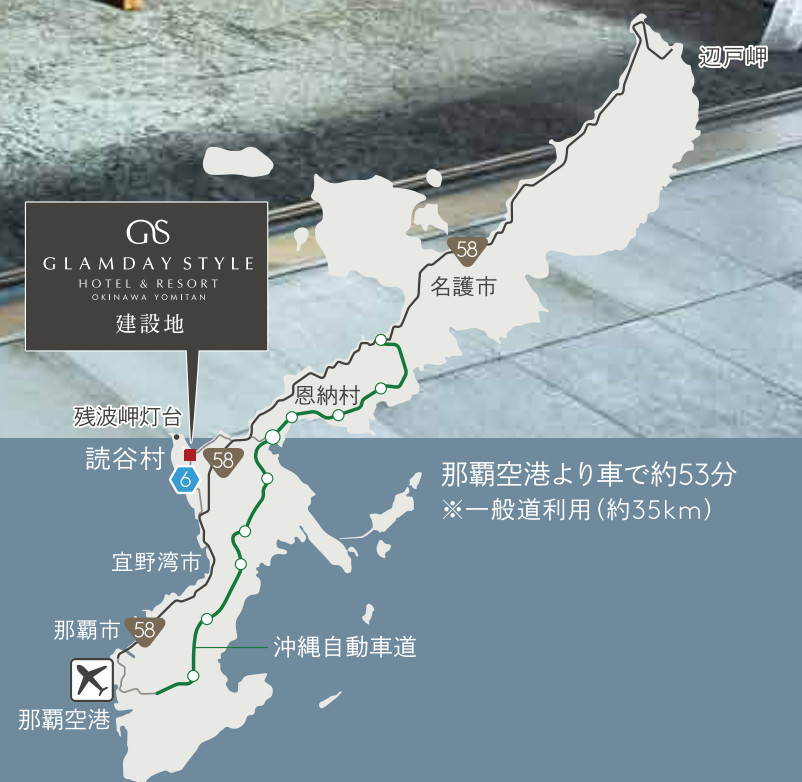 辺戸岬
GS
GLAMDAY STYLE
HOTEL & RESORT
OKINAWA YOMITAN
建設地
58
名護市
恩納村
残波岬灯台
読谷村
58
6
那覇空港より車で約53分
※一般道利用(約35km)
宜野湾市
那覇市
58
沖縄自動車道
那覇空港